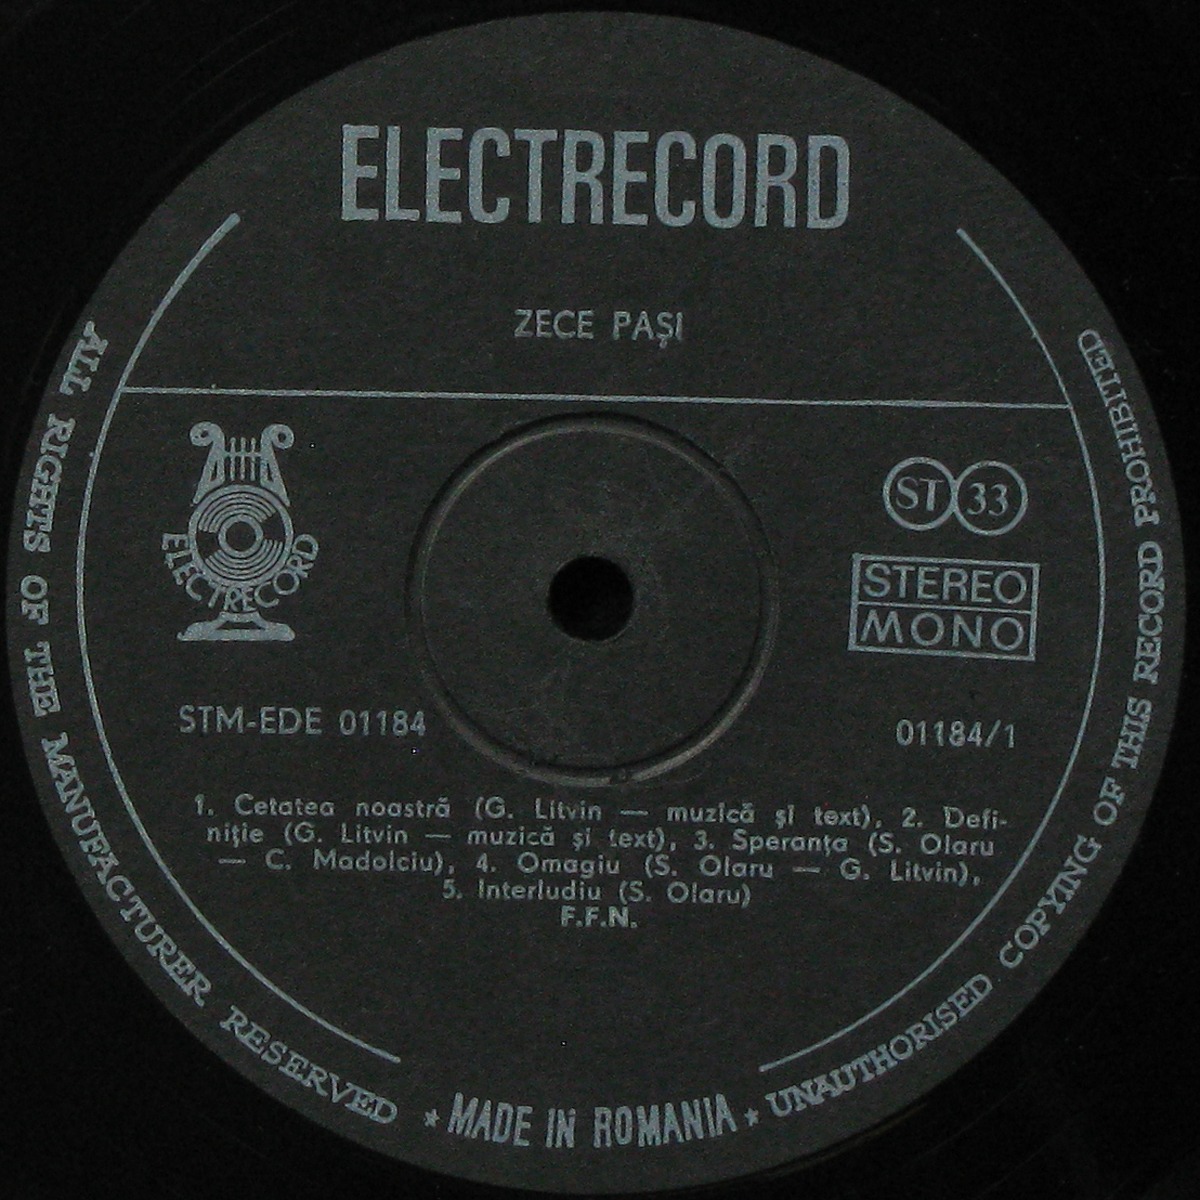 ELECTRECORD
ZECE PAȘI
ELECTRECORD
ST 33
STEREO
MONO
STM-EDE 01184
01184/1
1. Cetatea noastră (G. Litvin — muzică și text), 2. Defi-
niție (G. Litvin — muzică și text), 3. Speranța (S. Olaru
— C. Madolciu), 4. Omagiu (S. Olaru — G. Litvin),
5. Interludiu (S. Olaru)
F.F.N.
ALL RIGHTS OF THE MANUFACTURER RESERVED ★ MADE IN ROMANIA ★ UNAUTHORISED COPYING OF THIS RECORD PROHIBITED